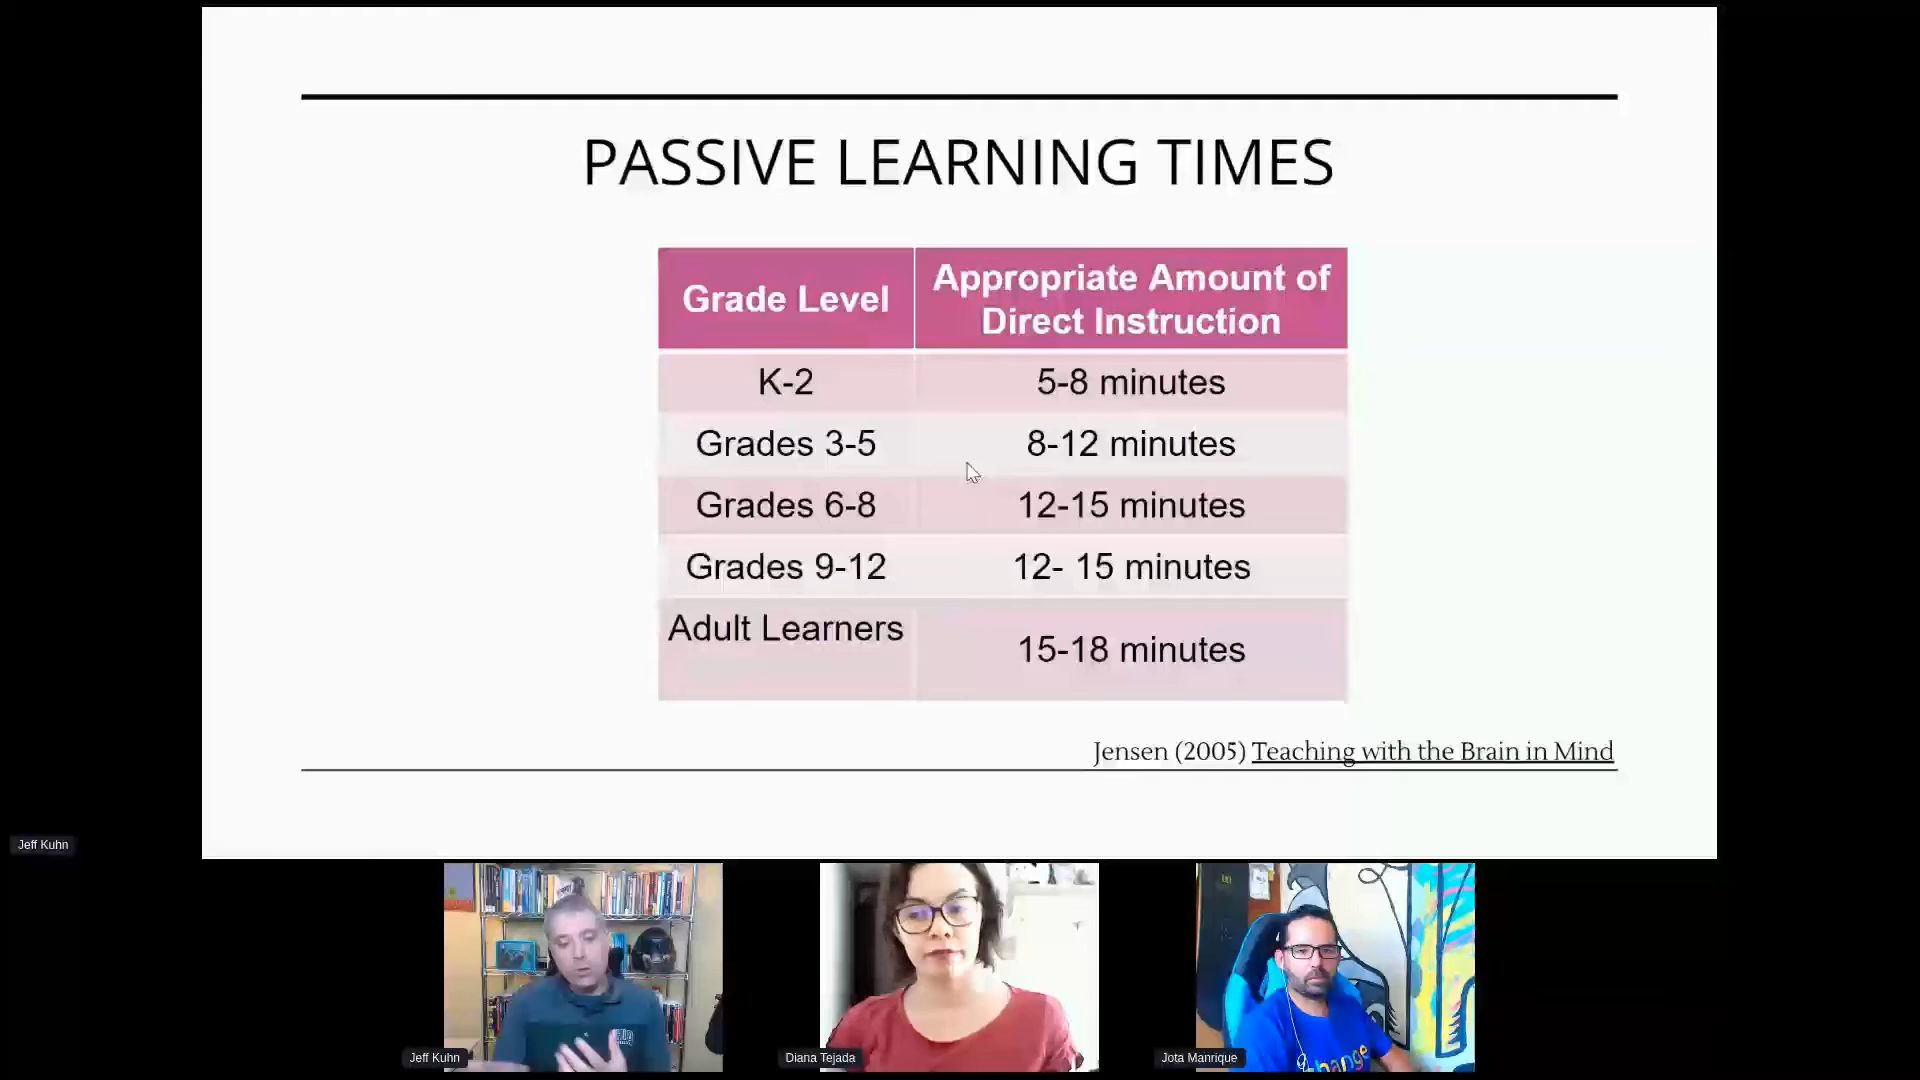 PASSIVE LEARNING TIMES
Grade Level
Appropriate Amount of
Direct Instruction
K-2
5-8 minutes
Grades 3-5
8-12 minutes
Grades 6-8
12-15 minutes
Grades 9-12
12- 15 minutes
Adult Learners
15-18 minutes
Jensen (2005) Teaching with the Brain in Mind
Jeff Kuhn
Jeff Kuhn
Diana Tejada
Jota Manrique